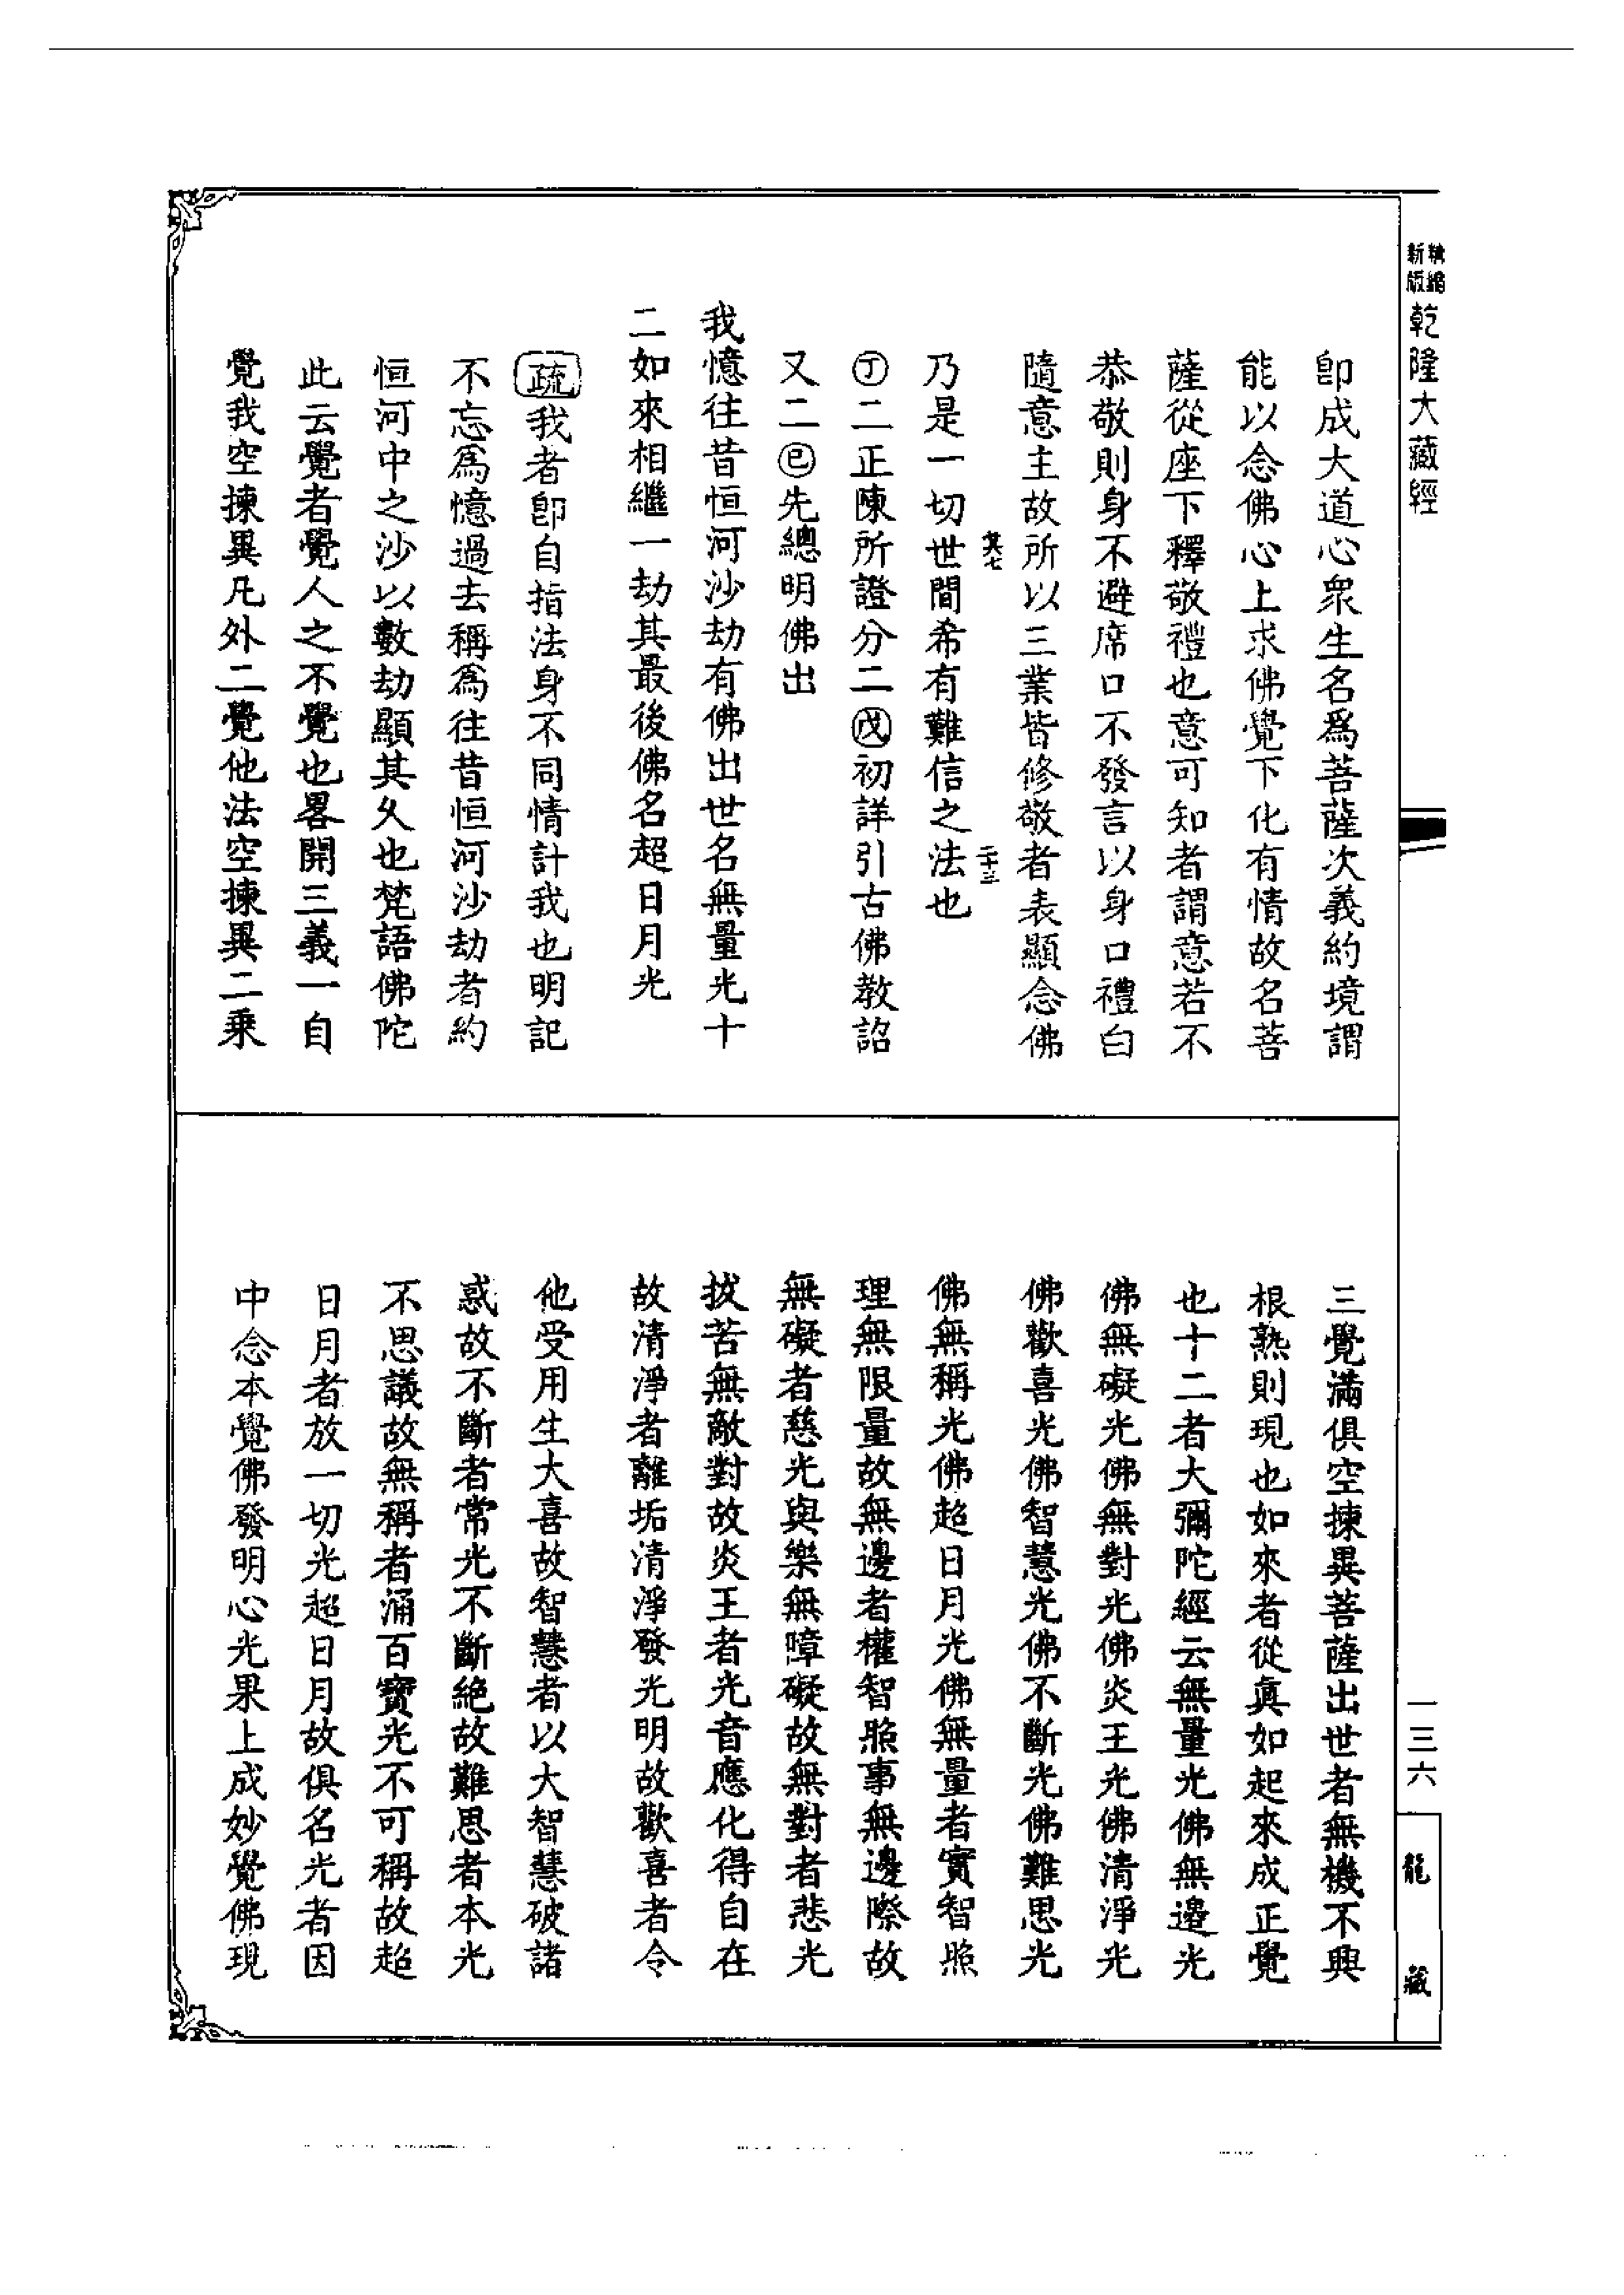 新編
精版
乾隆大藏經
即成大道心衆生名爲菩薩次義約境謂
能以念佛心上求佛覺下化有情故名菩
薩從座下釋敬禮也意可知者謂意若不
恭敬則身不避席口不發言以身口禮白
隨意主故所以三業皆修敬者表顯念佛
乃是一切世間希有難信之法也
㊀二正陳所證分二㊀初詳引古佛教詔
又二㊀先總明佛出
我憶往昔恒河沙劫有佛出世名無量光十
二如來相繼一劫其最後佛名超日月光
疏我者即自指法身不同情計我也明記
不忘爲憶過去稱爲往昔恒河沙劫者約
恒河中之沙以數劫顯其久也梵語佛陀
此云覺者覺人之不覺也畧開三義一自
覺我空揀異凡外二覺他法空揀異二乘
三覺滿俱空揀異菩薩出世者無機不興
根熟則現也如來者從真如起來成正覺
也十二者大彌陀經云無量光佛無邊光
佛無礙光佛無對光佛炎王光佛清淨光
佛歡喜光佛智慧光佛不斷光佛難思光
佛無稱光佛超日月光佛無量者實智照
理無限量故無邊者權智照事無邊際故
無礙者慈光與樂無障礙故無對者悲光
拔苦無敵對故炎王者光音應化得自在
故清淨者離垢清淨發光明故歡喜者令
他受用生大喜故智慧者以大智慧破諸
惑故不斷者常光不斷絕故難思者本光
不思議故無稱者涌百寶光不可稱故超
日月者放一切光超日月故俱名光者因
中念本覺佛發明心光果上成妙覺佛現
一三六
龍藏